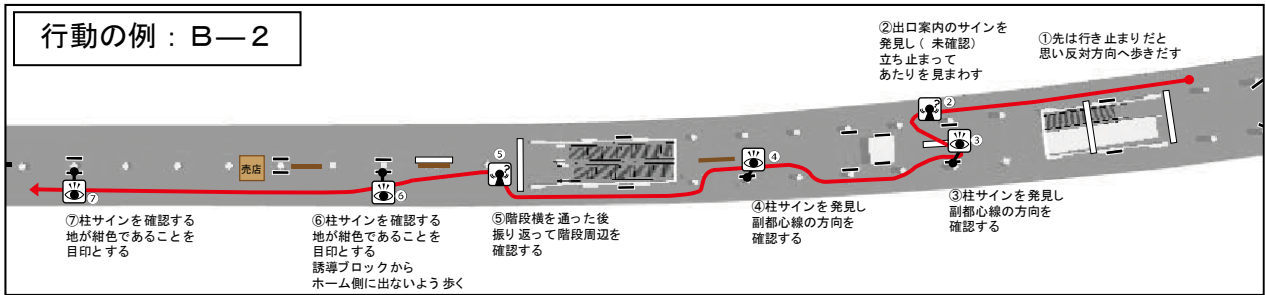 行動の例：B—2
②出口案内のサインを
発見し（未確認）
立ち止まって
あたりを見まわす
①先は行き止まりだと
思い反対方向へ歩きだす
②
③
④
⑤
売店
⑥
⑦
③柱サインを発見し
副都心線の方向を
確認する
④柱サインを発見し
副都心線の方向を
確認する
⑤階段横を通った後
振り返って階段周辺を
確認する
⑥柱サインを確認する
地が紺色であることを
目印とする
誘導ブロックから
ホーム側に出ないよう歩く
⑦柱サインを確認する
地が紺色であることを
目印とする